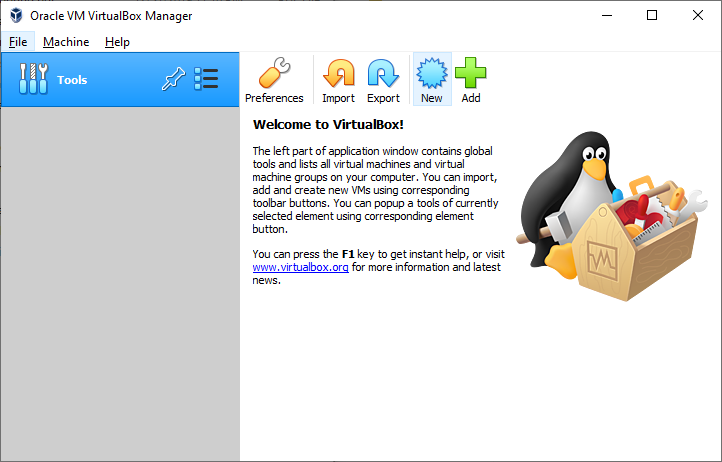 Oracle VM VirtualBox Manager
File Machine Help
Tools
Preferences Import Export New Add
Welcome to VirtualBox!
The left part of application window contains global
tools and lists all virtual machines and virtual
machine groups on your computer. You can import,
add and create new VMs using corresponding
toolbar buttons. You can popup a tools of currently
selected element using corresponding element
button.
You can press the F1 key to get instant help, or visit
www.virtualbox.org for more information and latest
news.